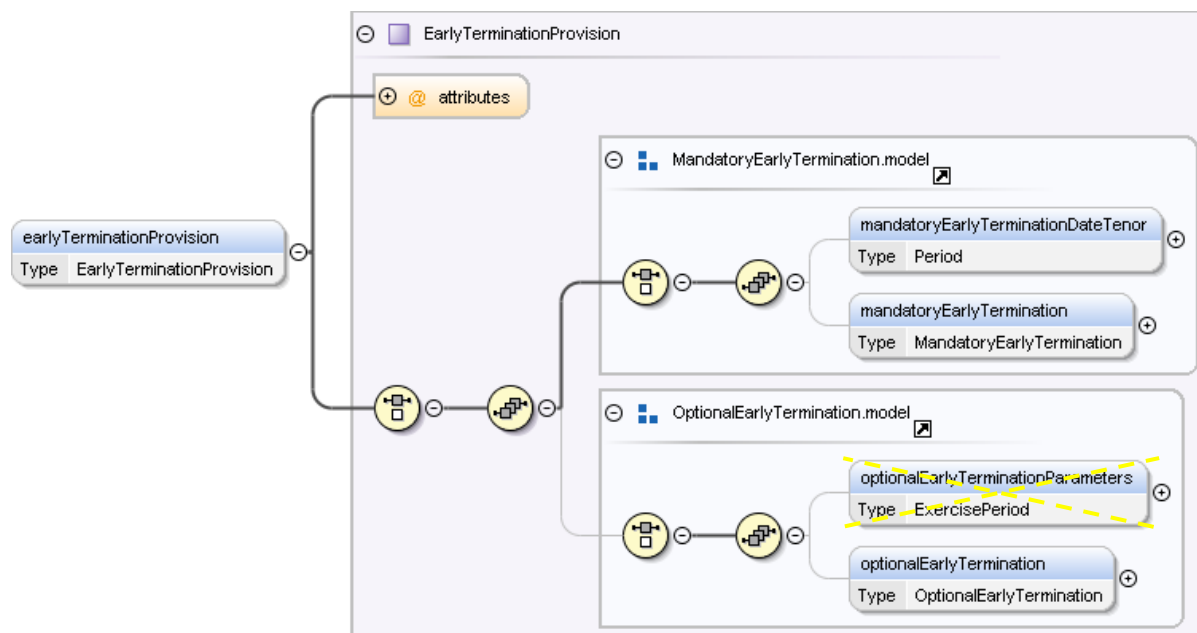 EarlyTerminationProvision
@ attributes
MandatoryEarlyTermination.model
mandatoryEarlyTerminationDateTenor
Type Period
earlyTerminationProvision
Type EarlyTerminationProvision
mandatoryEarlyTermination
Type MandatoryEarlyTermination
OptionalEarlyTermination.model
optionalEarlyTerminationParameters
Type ExercisePeriod
optionalEarlyTermination
Type OptionalEarlyTermination